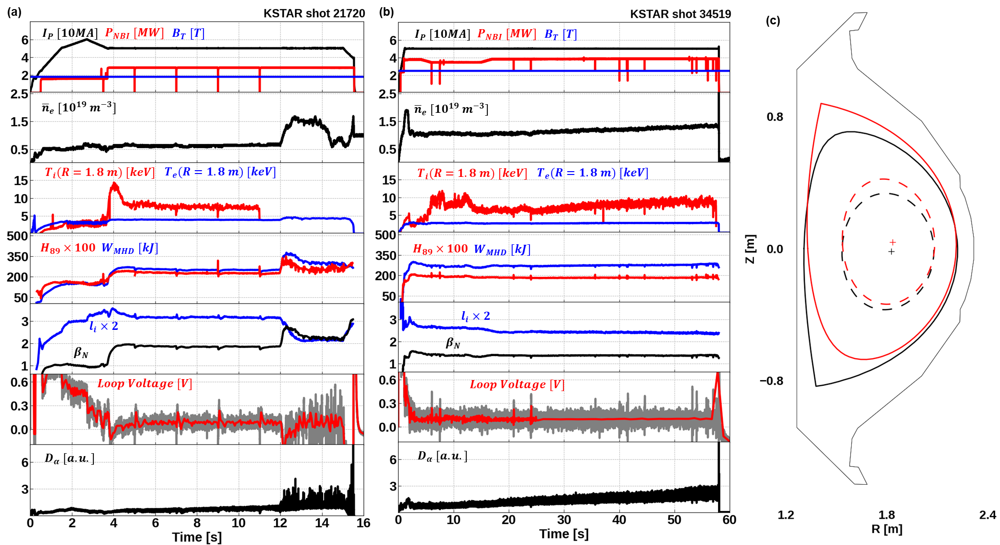 (a)
KSTAR shot 21720
I_P [10MA] P_NBI [MW] B_T [T]
6
4
2
n̅_e [10^19 m^−3]
2.5
1.5
0.5
T_i(R = 1.8 m) [keV] T_e(R = 1.8 m) [keV]
15
10
5
H_89 × 100 W_MHD [kJ]
500
350
200
50
l_i × 2
β_N
3
2
1
Loop Voltage [V]
0.6
0.3
0.0
D_α [a.u.]
6
3
0 2 4 6 8 10 12 14 16
Time [s]
(b)
KSTAR shot 34519
I_P [10MA] P_NBI [MW] B_T [T]
6
4
2
n̅_e [10^19 m^−3]
2.5
1.5
0.5
T_i(R = 1.8 m) [keV] T_e(R = 1.8 m) [keV]
15
10
5
H_89 × 100 W_MHD [kJ]
500
350
200
50
l_i × 2
β_N
3
2
1
Loop Voltage [V]
0.6
0.3
0.0
D_α [a.u.]
6
3
0 10 20 30 40 50 60
Time [s]
(c)
0.8
0.0
−0.8
Z [m]
1.2 1.8 2.4
R [m]